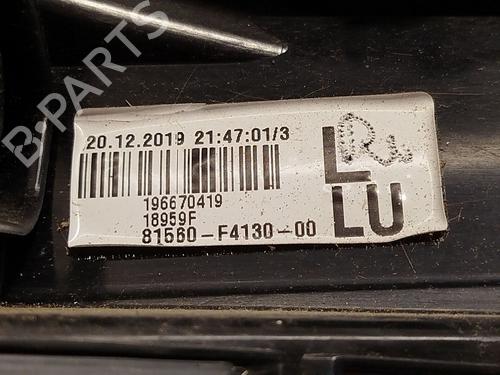 B-PARTS
20.12.2019 21:47:01/3
L
196670419
18959F
81560-F4130-00
LU